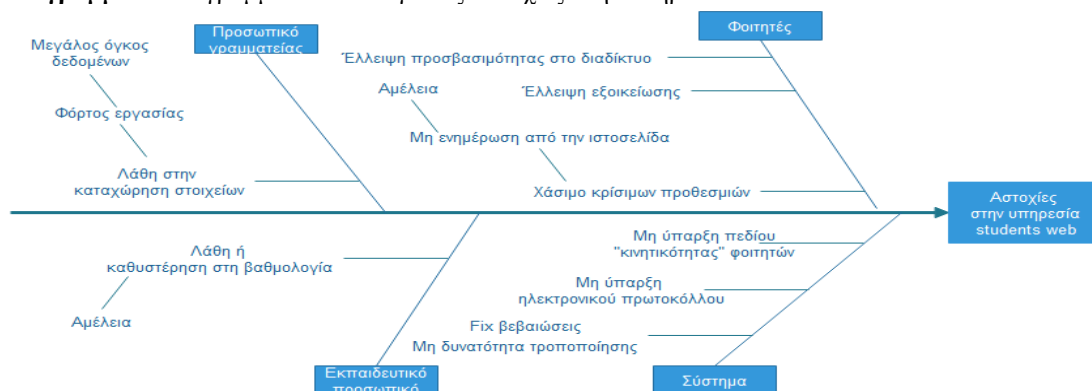 Προσωπικό
γραμματείας
Φοιτητές
Μεγάλος όγκος
δεδομένων
Φόρτος εργασίας
Λάθη στην
καταχώρηση στοιχείων
Έλλειψη προσβασιμότητας στο διαδίκτυο
Αμέλεια
Έλλειψη εξοικείωσης
Μη ενημέρωση από την ιστοσελίδα
Χάσιμο κρίσιμων προθεσμιών
Αστοχίες
στην υπηρεσία
students web
Λάθη ή
καθυστέρηση στη βαθμολογία
Αμέλεια
Μη ύπαρξη πεδίου
"κινητικότητας" φοιτητών
Μη ύπαρξη
ηλεκτρονικού πρωτοκόλλου
Fix βεβαιώσεις
Μη δυνατότητα τροποποίησης
Εκπαιδευτικό
προσωπικό
Σύστημα